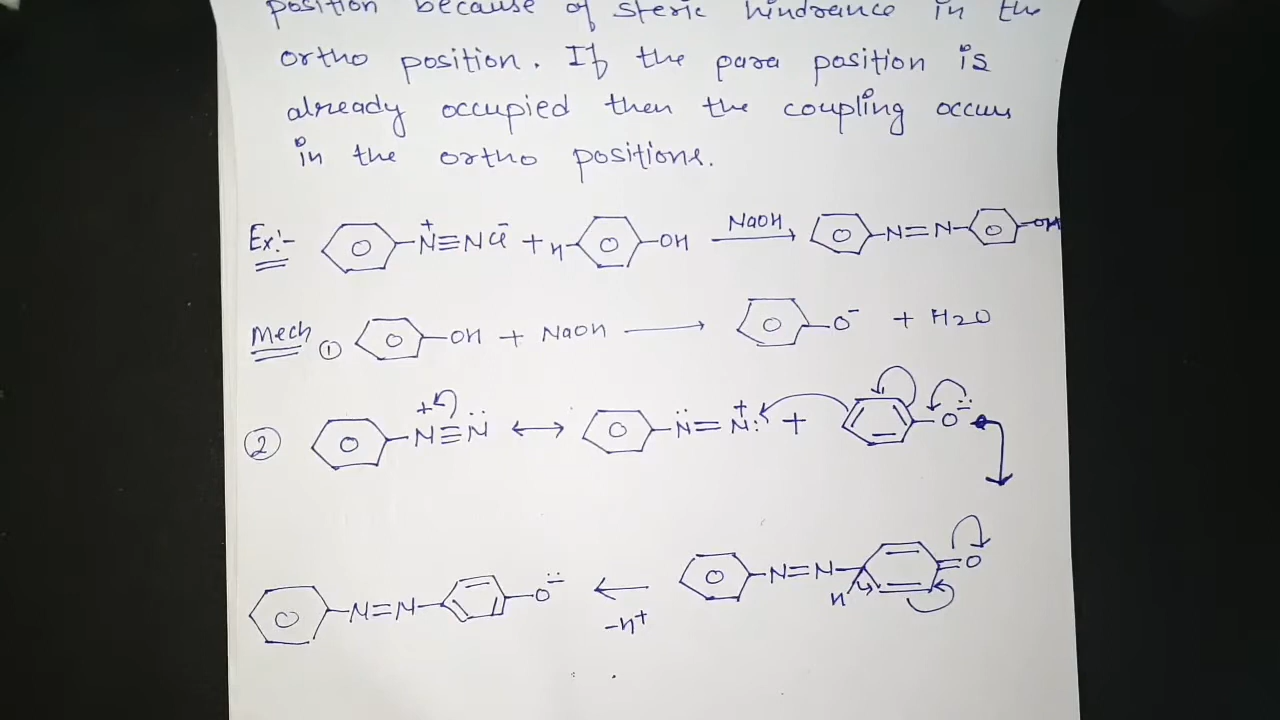 position because of steric hindrance in the
ortho position. If the para position is
already occupied then the coupling occurs
in the ortho positions.
Ex:- N⁺≡NCl⁻ + H OH NaOH N=N OH
Mech ① OH + NaOH → O⁻ + H2O
② N⁺≡N̈ ↔ N̈=N⁺: + O⁻
N=N O⁻ ← -H⁺ N=N H =O